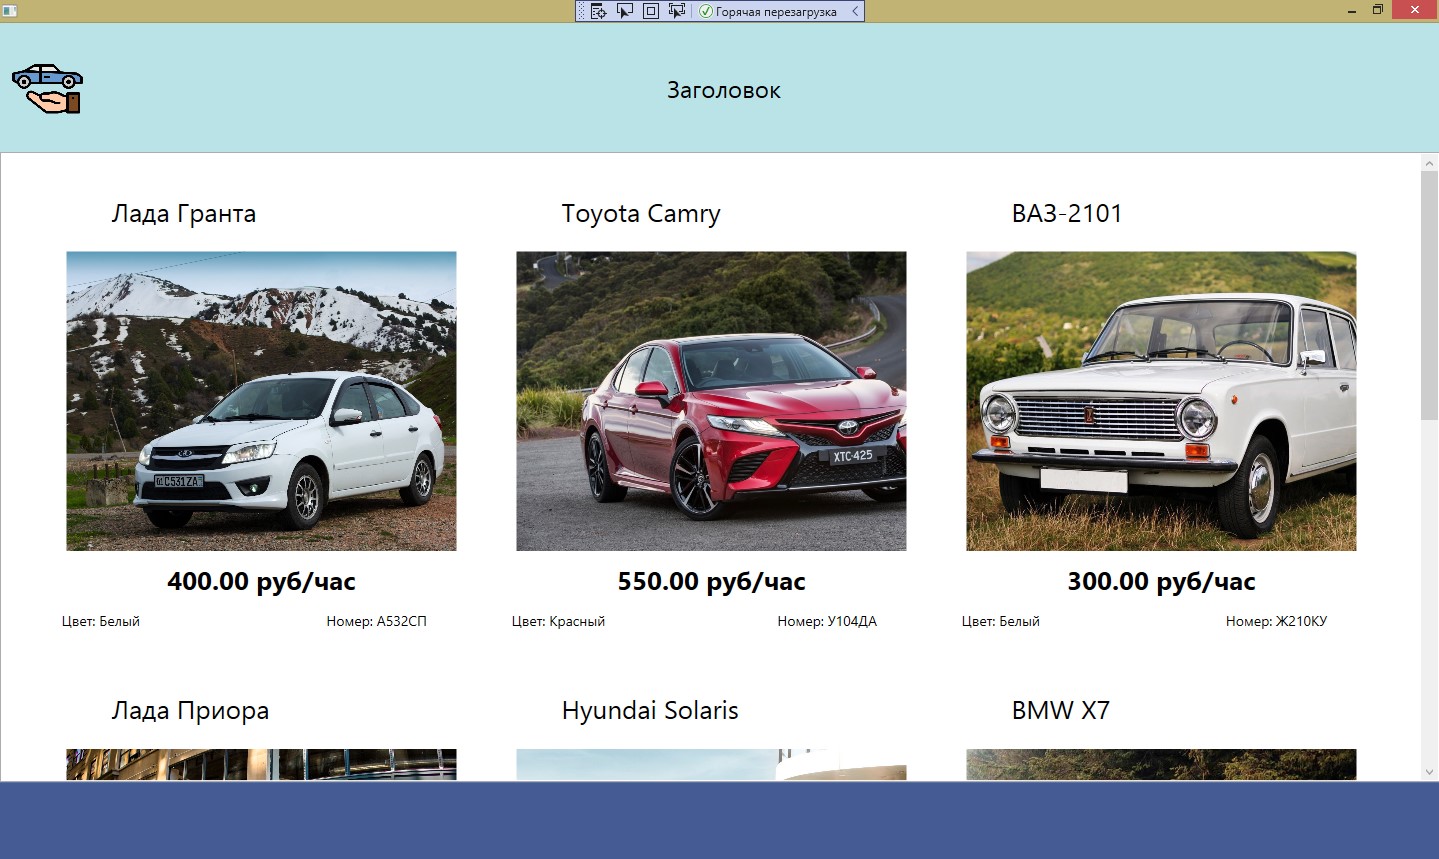 Горячая перезагрузка
Заголовок
Лада Гранта
Toyota Camry
ВАЗ-2101
01C531ZA
XTC·425
400.00 руб/час
550.00 руб/час
300.00 руб/час
Цвет: Белый
Номер: А532СП
Цвет: Красный
Номер: У104ДА
Цвет: Белый
Номер: Ж210КУ
Лада Приора
Hyundai Solaris
BMW X7